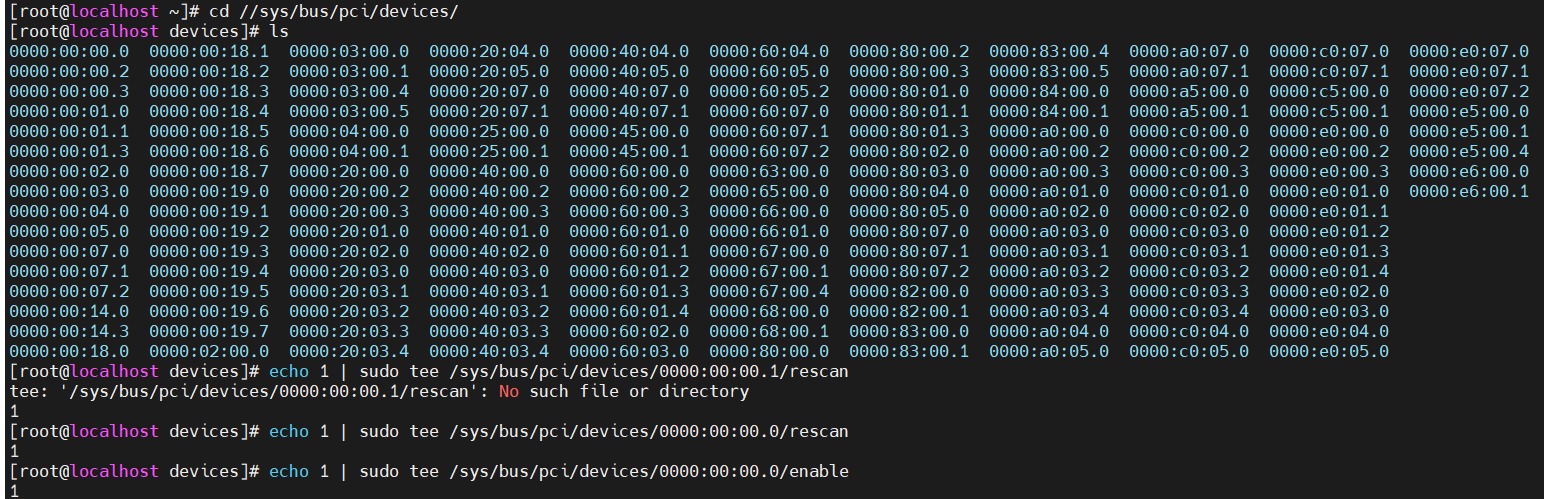 [root@localhost ~]# cd //sys/bus/pci/devices/
[root@localhost devices]# ls
0000:00:00.0  0000:00:18.1  0000:03:00.0  0000:20:04.0  0000:40:04.0  0000:60:04.0  0000:80:00.2  0000:83:00.4  0000:a0:07.0  0000:c0:07.0  0000:e0:07.0
0000:00:00.2  0000:00:18.2  0000:03:00.1  0000:20:05.0  0000:40:05.0  0000:60:05.0  0000:80:00.3  0000:83:00.5  0000:a0:07.1  0000:c0:07.1  0000:e0:07.1
0000:00:00.3  0000:00:18.3  0000:03:00.4  0000:20:07.0  0000:40:07.0  0000:60:05.2  0000:80:01.0  0000:84:00.0  0000:a5:00.0  0000:c5:00.0  0000:e0:07.2
0000:00:01.0  0000:00:18.4  0000:03:00.5  0000:20:07.1  0000:40:07.1  0000:60:07.0  0000:80:01.1  0000:84:00.1  0000:a5:00.1  0000:c5:00.1  0000:e5:00.0
0000:00:01.1  0000:00:18.5  0000:04:00.0  0000:25:00.0  0000:45:00.0  0000:60:07.1  0000:80:01.3  0000:a0:00.0  0000:c0:00.0  0000:e0:00.0  0000:e5:00.1
0000:00:01.3  0000:00:18.6  0000:04:00.1  0000:25:00.1  0000:45:00.1  0000:60:07.2  0000:80:02.0  0000:a0:00.2  0000:c0:00.2  0000:e0:00.2  0000:e5:00.4
0000:00:02.0  0000:00:18.7  0000:20:00.0  0000:40:00.0  0000:60:00.0  0000:63:00.0  0000:80:03.0  0000:a0:00.3  0000:c0:00.3  0000:e0:00.3  0000:e6:00.0
0000:00:03.0  0000:00:19.0  0000:20:00.2  0000:40:00.2  0000:60:00.2  0000:65:00.0  0000:80:04.0  0000:a0:01.0  0000:c0:01.0  0000:e0:01.0  0000:e6:00.1
0000:00:04.0  0000:00:19.1  0000:20:00.3  0000:40:00.3  0000:60:00.3  0000:66:00.0  0000:80:05.0  0000:a0:02.0  0000:c0:02.0  0000:e0:01.1
0000:00:05.0  0000:00:19.2  0000:20:01.0  0000:40:01.0  0000:60:01.0  0000:66:01.0  0000:80:07.0  0000:a0:03.0  0000:c0:03.0  0000:e0:01.2
0000:00:07.0  0000:00:19.3  0000:20:02.0  0000:40:02.0  0000:60:01.1  0000:67:00.0  0000:80:07.1  0000:a0:03.1  0000:c0:03.1  0000:e0:01.3
0000:00:07.1  0000:00:19.4  0000:20:03.0  0000:40:03.0  0000:60:01.2  0000:67:00.1  0000:80:07.2  0000:a0:03.2  0000:c0:03.2  0000:e0:01.4
0000:00:07.2  0000:00:19.5  0000:20:03.1  0000:40:03.1  0000:60:01.3  0000:67:00.4  0000:82:00.0  0000:a0:03.3  0000:c0:03.3  0000:e0:02.0
0000:00:14.0  0000:00:19.6  0000:20:03.2  0000:40:03.2  0000:60:01.4  0000:68:00.0  0000:82:00.1  0000:a0:03.4  0000:c0:03.4  0000:e0:03.0
0000:00:14.3  0000:00:19.7  0000:20:03.3  0000:40:03.3  0000:60:02.0  0000:68:00.1  0000:83:00.0  0000:a0:04.0  0000:c0:04.0  0000:e0:04.0
0000:00:18.0  0000:02:00.0  0000:20:03.4  0000:40:03.4  0000:60:03.0  0000:80:00.0  0000:83:00.1  0000:a0:05.0  0000:c0:05.0  0000:e0:05.0
[root@localhost devices]# echo 1 | sudo tee /sys/bus/pci/devices/0000:00:00.1/rescan
tee: '/sys/bus/pci/devices/0000:00:00.1/rescan': No such file or directory
1
[root@localhost devices]# echo 1 | sudo tee /sys/bus/pci/devices/0000:00:00.0/rescan
1
[root@localhost devices]# echo 1 | sudo tee /sys/bus/pci/devices/0000:00:00.0/enable
1